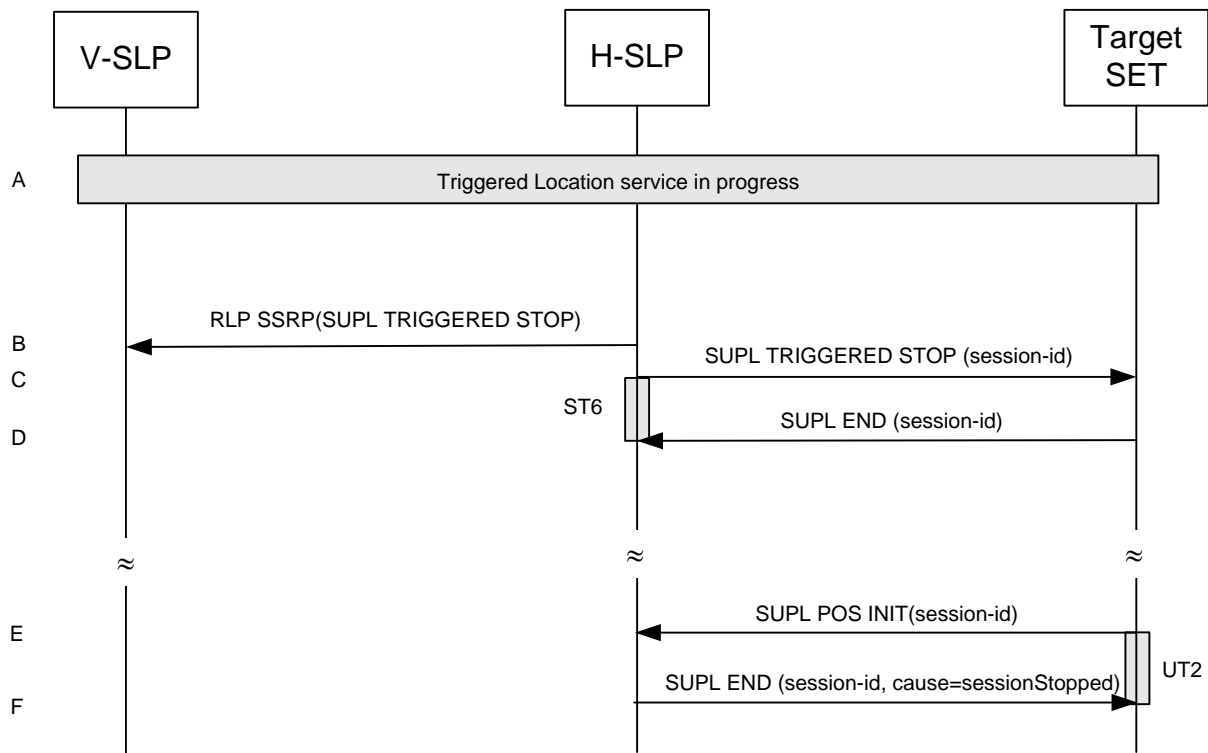 V-SLP
H-SLP
Target
SET
A
Triggered Location service in progress
RLP SSRP(SUPL TRIGGERED STOP)
B
SUPL TRIGGERED STOP (session-id)
C
ST6
SUPL END (session-id)
D
≈ ≈ ≈
SUPL POS INIT(session-id)
E
UT2
SUPL END (session-id, cause=sessionStopped)
F